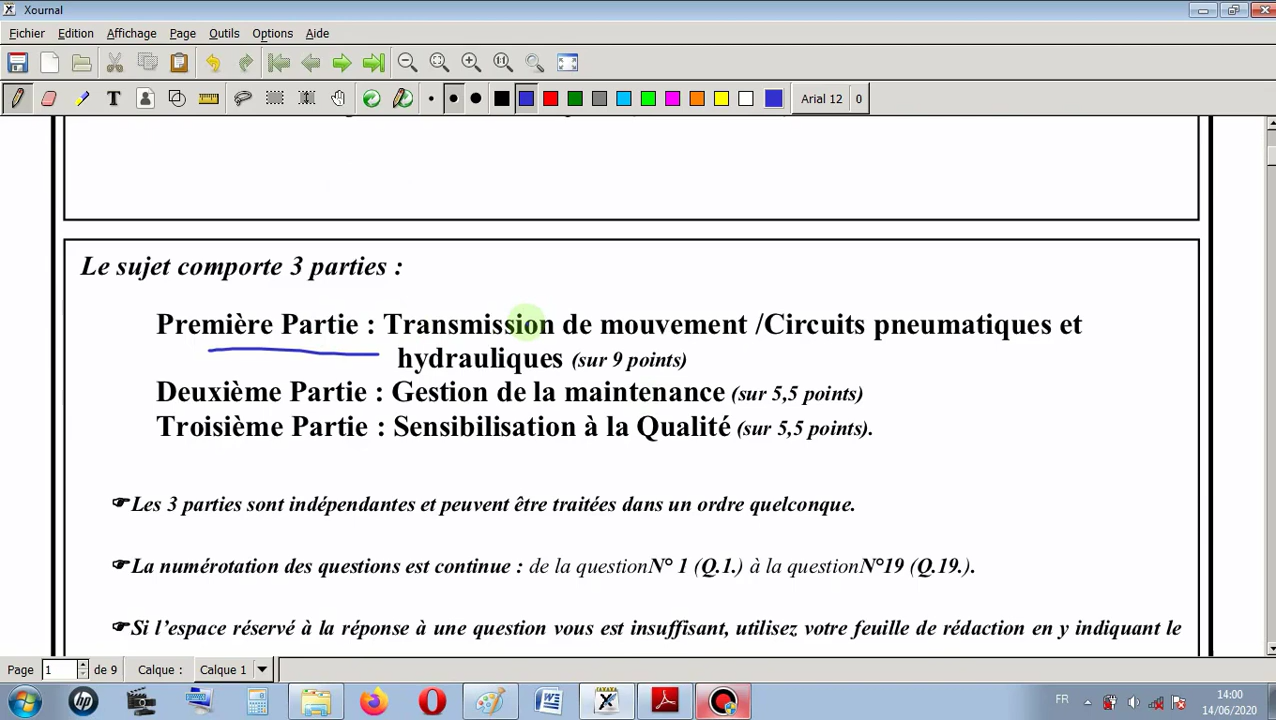 Xournal
Fichier Edition Affichage Page Outils Options Aide
Arial 12 0
Le sujet comporte 3 parties :
Première Partie : Transmission de mouvement /Circuits pneumatiques et
hydrauliques (sur 9 points)
Deuxième Partie : Gestion de la maintenance (sur 5,5 points)
Troisième Partie : Sensibilisation à la Qualité (sur 5,5 points).
Les 3 parties sont indépendantes et peuvent être traitées dans un ordre quelconque.
La numérotation des questions est continue : de la questionN° 1 (Q.1.) à la questionN°19 (Q.19.).
Si l’espace réservé à la réponse à une question vous est insuffisant, utilisez votre feuille de rédaction en y indiquant le
Page 1 de 9 Calque : Calque 1
FR
14:00
14/06/2020